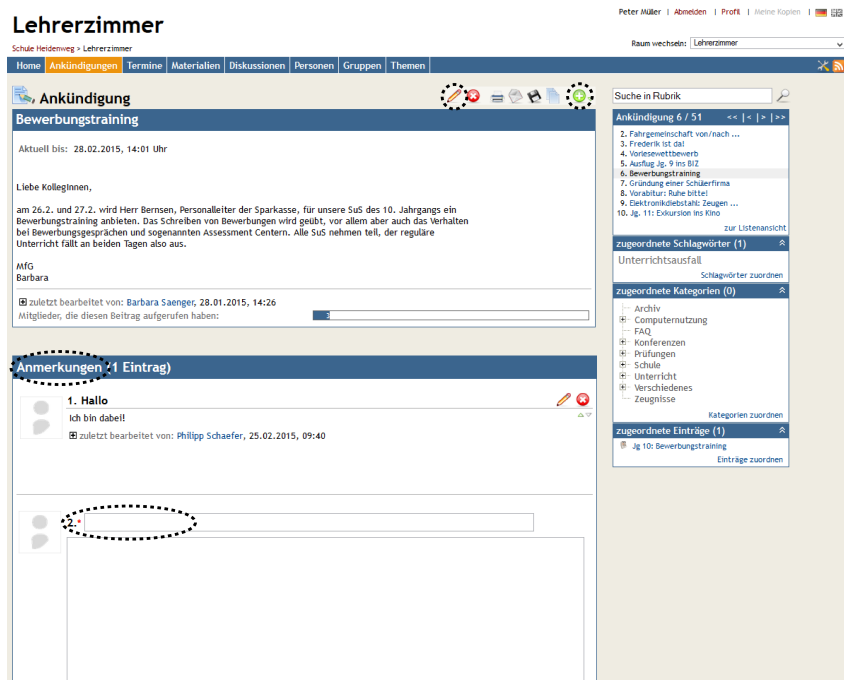 Peter Müller | Abmelden | Profil | Meine Kopien |
Lehrerzimmer
Schule Heidenweg > Lehrerzimmer
Raum wechseln: Lehrerzimmer
Home Ankündigungen Termine Materialien Diskussionen Personen Gruppen Themen
Ankündigung
Bewerbungstraining
Aktuell bis: 28.02.2015, 14:01 Uhr
Liebe KollegInnen,
am 26.2. und 27.2. wird Herr Bernsen, Personalleiter der Sparkasse, für unsere SuS des 10. Jahrgangs ein
Bewerbungstraining anbieten. Das Schreiben von Bewerbungen wird geübt, vor allem aber auch das Verhalten
bei Bewerbungsgesprächen und sogenannten Assessment Centern. Alle SuS nehmen teil, der reguläre
Unterricht fällt an beiden Tagen also aus.
MfG
Barbara
zuletzt bearbeitet von: Barbara Saenger, 28.01.2015, 14:26
Mitglieder, die diesen Beitrag aufgerufen haben: 3
Anmerkungen (1 Eintrag)
1. Hallo
Ich bin dabei!
zuletzt bearbeitet von: Philipp Schaefer, 25.02.2015, 09:40
2.*
Suche in Rubrik
Ankündigung 6 / 51 << | < | > | >>
2. Fahrgemeinschaft von/nach ...
3. Frederik ist da!
4. Vorlesewettbewerb
5. Ausflug Jg. 9 ins BIZ
6. Bewerbungstraining
7. Gründung einer Schülerfirma
8. Vorabitur: Ruhe bitte!
9. Elektronikdiebstahl: Zeugen ...
10. Jg. 11: Exkursion ins Kino
zur Listenansicht
zugeordnete Schlagwörter (1)
Unterrichtsausfall
Schlagwörter zuordnen
zugeordnete Kategorien (0)
Archiv
Computernutzung
FAQ
Konferenzen
Prüfungen
Schule
Unterricht
Verschiedenes
Zeugnisse
Kategorien zuordnen
zugeordnete Einträge (1)
Jg 10: Bewerbungstraining
Einträge zuordnen